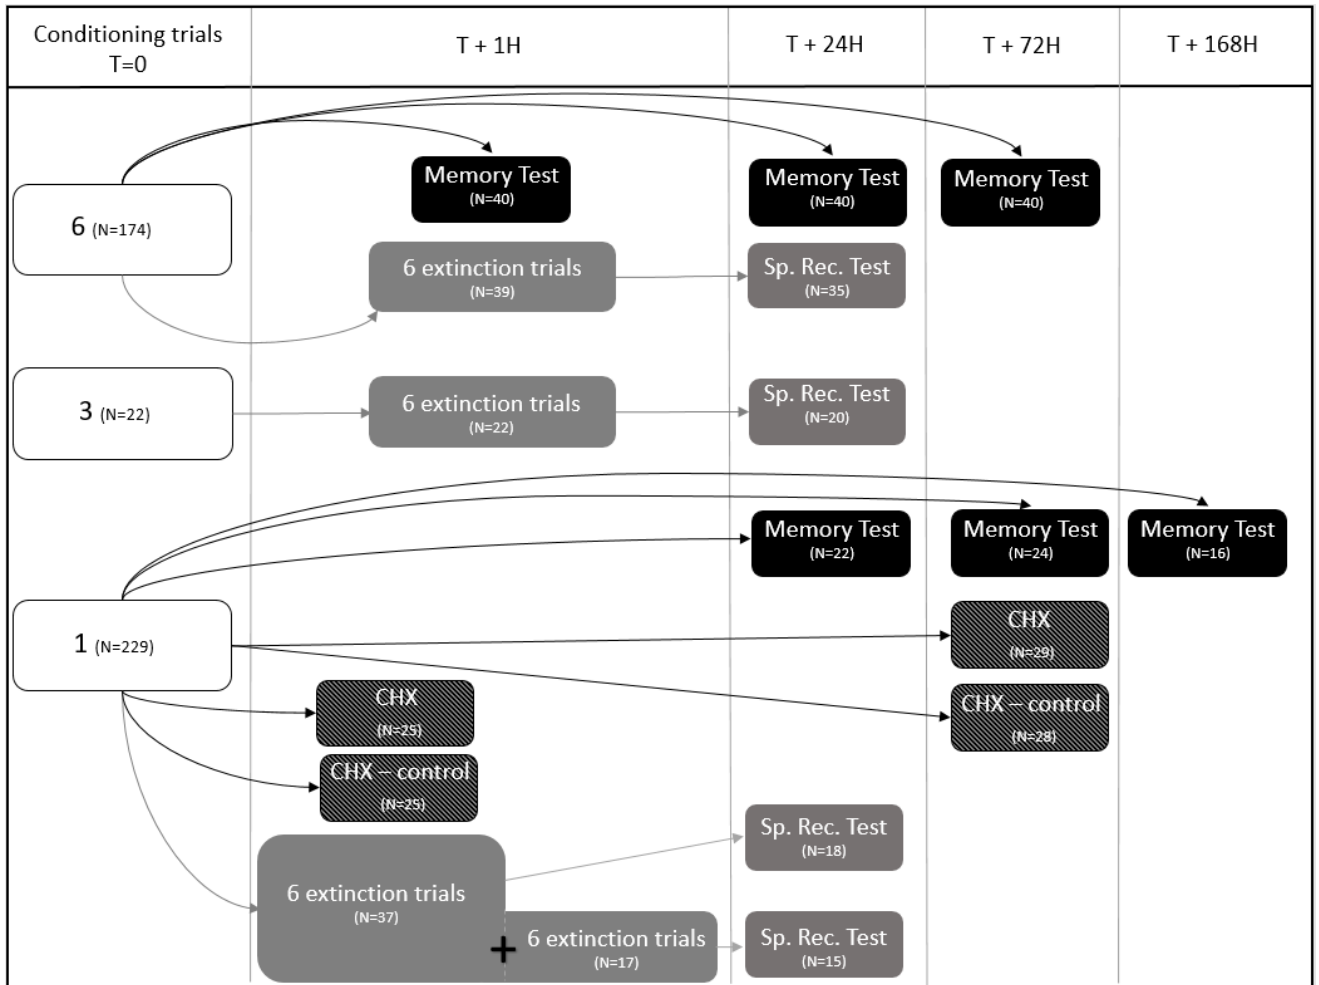 Conditioning trials
T=0
T + 1H
T + 24H
T + 72H
T + 168H
Memory Test
(N=40)
Memory Test
(N=40)
Memory Test
(N=40)
6 (N=174)
6 extinction trials
(N=39)
Sp. Rec. Test
(N=35)
3 (N=22)
6 extinction trials
(N=22)
Sp. Rec. Test
(N=20)
Memory Test
(N=22)
Memory Test
(N=24)
Memory Test
(N=16)
1 (N=229)
CHX
(N=29)
CHX
(N=25)
CHX – control
(N=28)
CHX – control
(N=25)
Sp. Rec. Test
(N=18)
6 extinction trials
(N=37)
+
6 extinction trials
(N=17)
Sp. Rec. Test
(N=15)